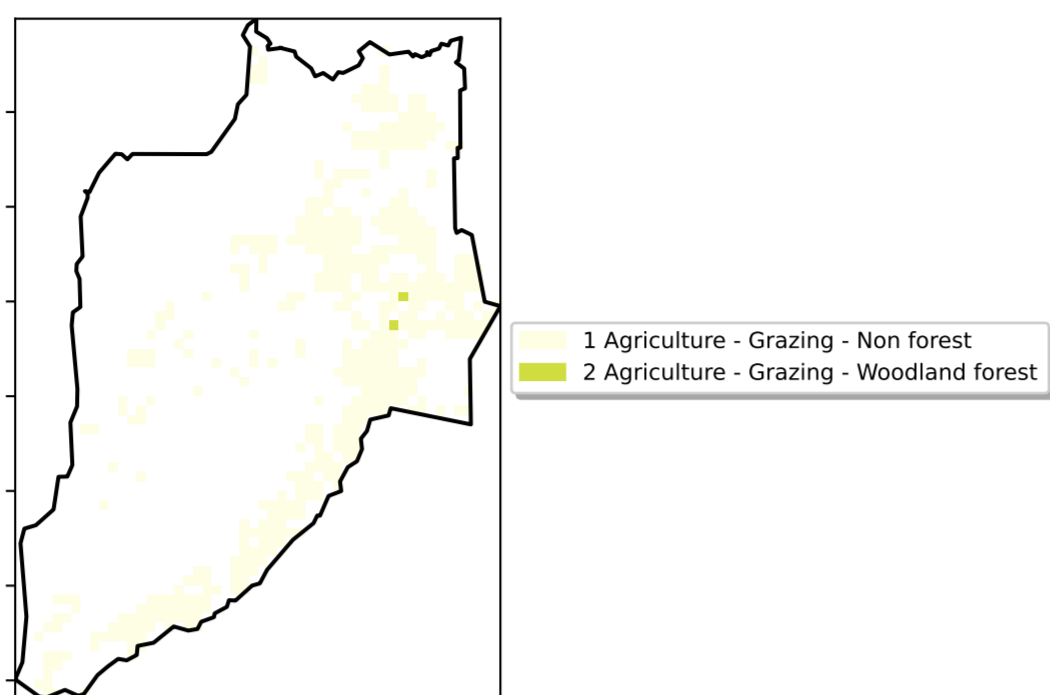 1 Agriculture - Grazing - Non forest
2 Agriculture - Grazing - Woodland forest